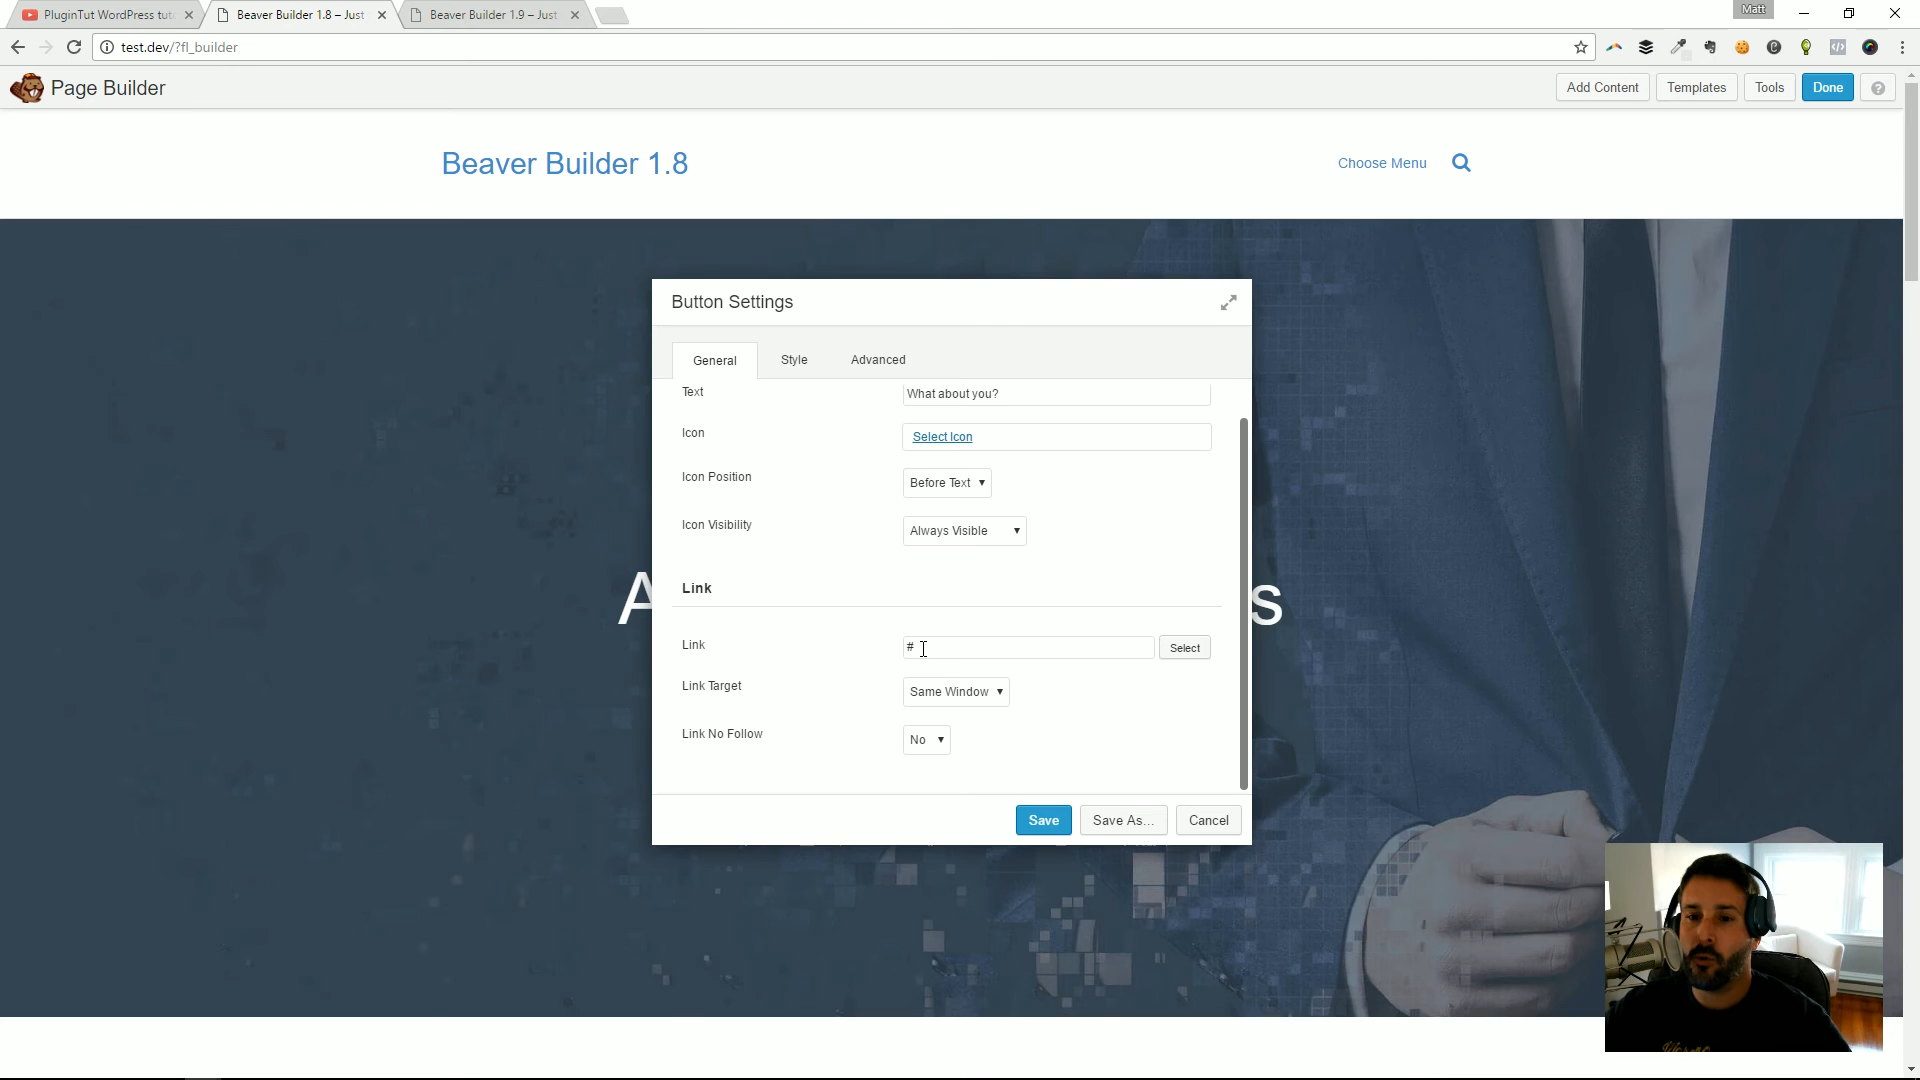 PluginTut WordPress tut
Beaver Builder 1.8 – Just
Beaver Builder 1.9 – Just
Matt
test.dev/?fl_builder
Page Builder
Add Content
Templates
Tools
Done
?
Beaver Builder 1.8
Choose Menu
Button Settings
General
Style
Advanced
Text
What about you?
Icon
Select Icon
Icon Position
Before Text
Icon Visibility
Always Visible
A
s
Link
Link
#
Select
Link Target
Same Window
Link No Follow
No
Save
Save As...
Cancel